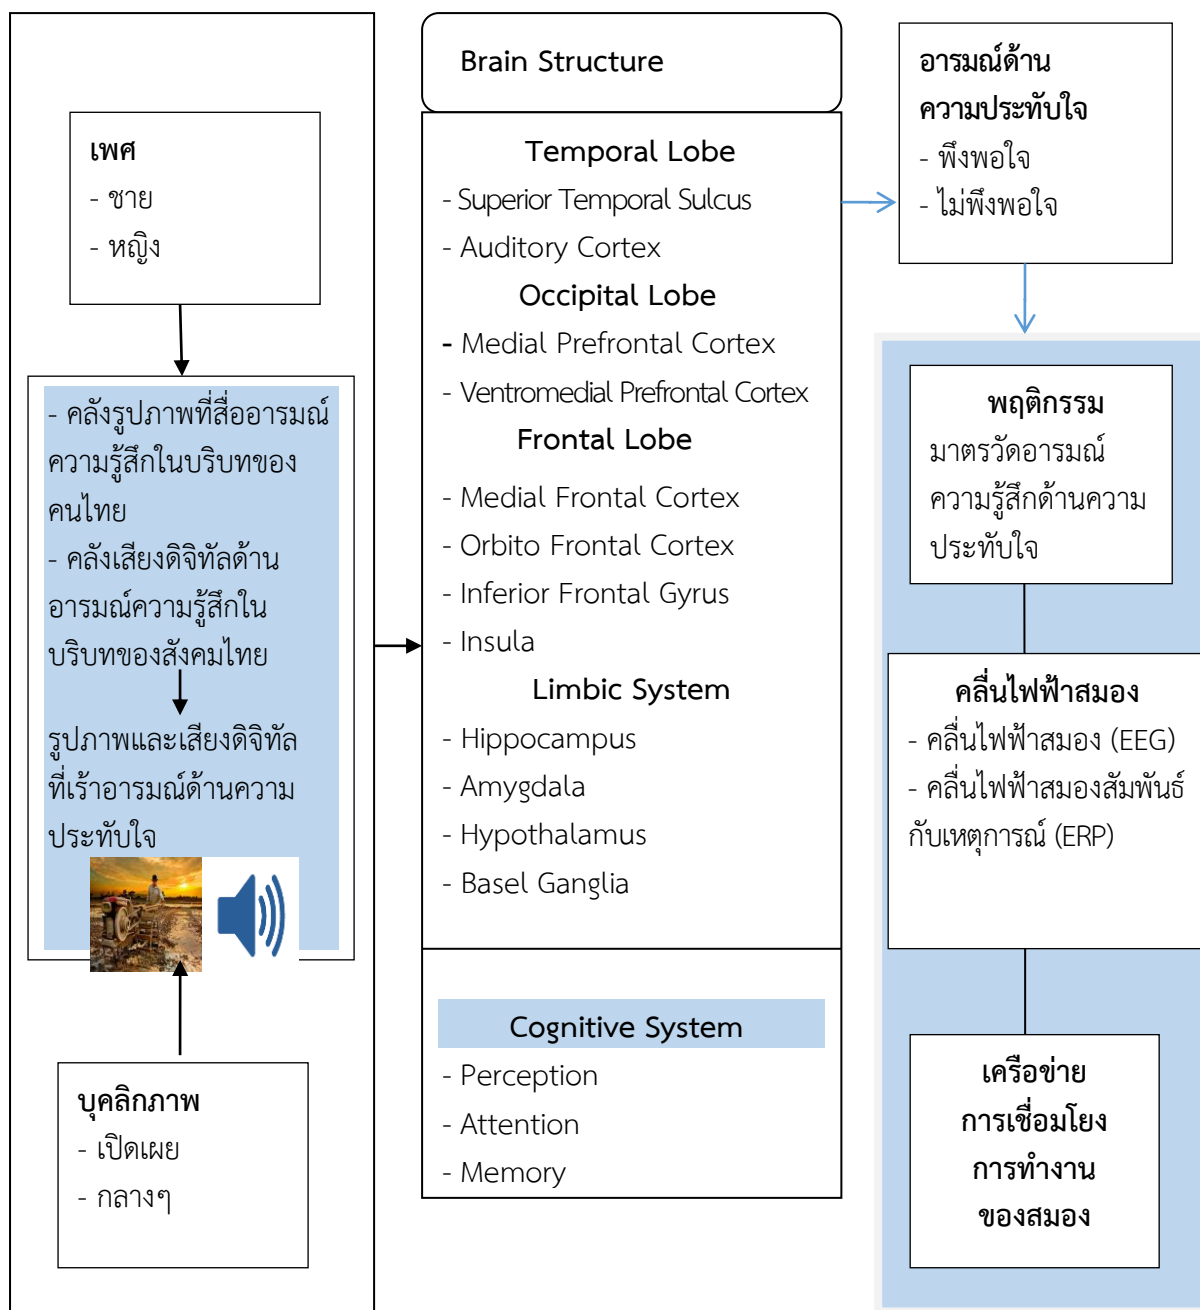 เพศ
- ชาย
- หญิง
- คลังรูปภาพที่สื่ออารมณ์
ความรู้สึกในบริบทของ
คนไทย
- คลังเสียงดิจิทัลด้าน
อารมณ์ความรู้สึกใน
บริบทของสังคมไทย
รูปภาพและเสียงดิจิทัล
ที่เร้าอารมณ์ด้านความ
ประทับใจ
บุคลิกภาพ
- เปิดเผย
- กลางๆ
Brain Structure
Temporal Lobe
- Superior Temporal Sulcus
- Auditory Cortex
Occipital Lobe
- Medial Prefrontal Cortex
- Ventromedial Prefrontal Cortex
Frontal Lobe
- Medial Frontal Cortex
- Orbito Frontal Cortex
- Inferior Frontal Gyrus
- Insula
Limbic System
- Hippocampus
- Amygdala
- Hypothalamus
- Basel Ganglia
Cognitive System
- Perception
- Attention
- Memory
อารมณ์ด้าน
ความประทับใจ
- พึงพอใจ
- ไม่พึงพอใจ
พฤติกรรม
มาตรวัดอารมณ์
ความรู้สึกด้านความ
ประทับใจ
คลื่นไฟฟ้าสมอง
- คลื่นไฟฟ้าสมอง (EEG)
- คลื่นไฟฟ้าสมองสัมพันธ์
กับเหตุการณ์ (ERP)
เครือข่าย
การเชื่อมโยง
การทำงาน
ของสมอง